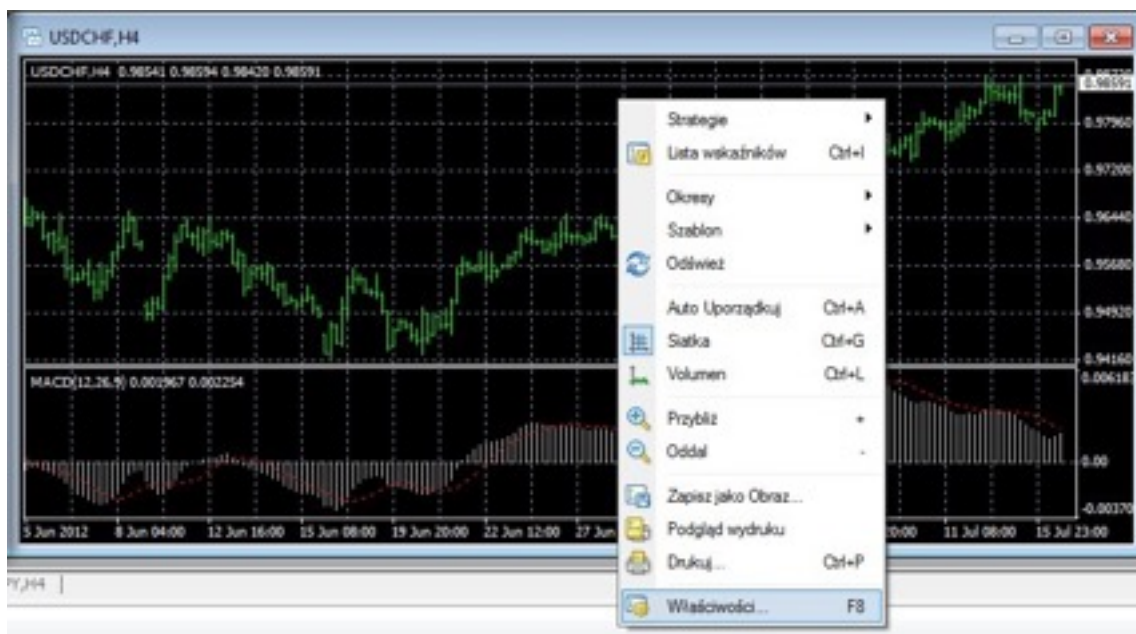 USDCHF,H4
USDCHF,H4 0.98541 0.98594 0.98420 0.98591
0.98591
0.97960
0.97200
0.96440
0.95680
0.94920
0.94160
Strategie
Lista wskaźników Ctrl+I
Okresy
Szablon
Odśwież
Auto Uporządkuj Ctrl+A
Siatka Ctrl+G
Volumen Ctrl+L
Przybliż +
Oddal -
Zapisz jako Obraz...
Podgląd wydruku
Drukuj... Ctrl+P
Właściwości... F8
MACD(12,26,9) 0.001967 0.002254
0.00
-0.00370
5 Jun 2012 8 Jun 04:00 12 Jun 16:00 15 Jun 08:00 19 Jun 20:00 22 Jun 12:00 27 Jun 11 Jul 08:00 15 Jul 23:00
Y,H4